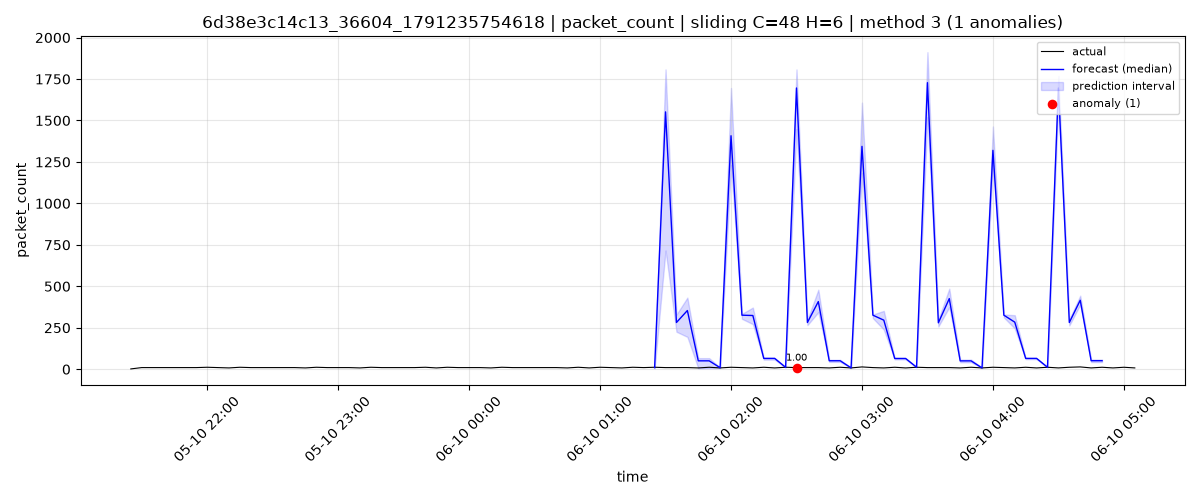 6d38e3c14c13_36604_1791235754618 | packet_count | sliding C=48 H=6 | method 3 (1 anomalies)
packet_count
2000
1750
1500
1250
1000
750
500
250
0
actual
forecast (median)
prediction interval
anomaly (1)
1.00
05-10 22:00
05-10 23:00
06-10 00:00
06-10 01:00
06-10 02:00
06-10 03:00
06-10 04:00
06-10 05:00
time